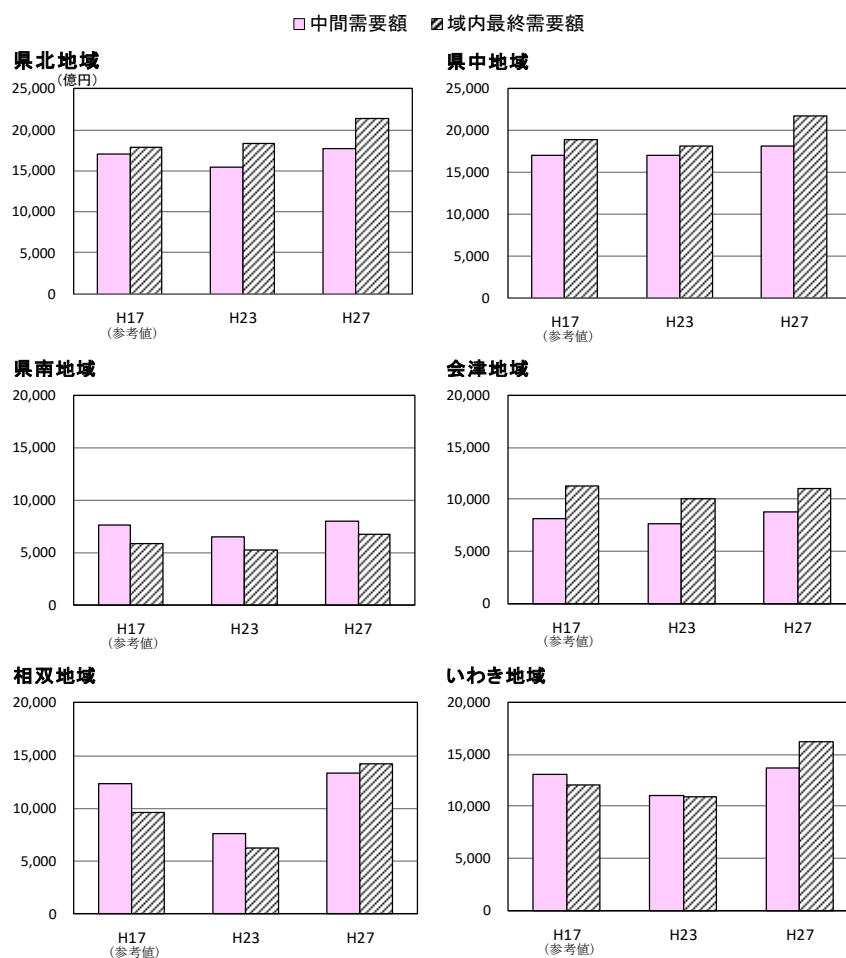 中間需要額 域内最終需要額
県北地域
(億円)
25,000
20,000
15,000
10,000
5,000
0
H17 H23 H27
(参考値)
県中地域
25,000
20,000
15,000
10,000
5,000
0
H17 H23 H27
(参考値)
県南地域
20,000
15,000
10,000
5,000
0
H17 H23 H27
(参考値)
会津地域
20,000
15,000
10,000
5,000
0
H17 H23 H27
(参考値)
相双地域
20,000
15,000
10,000
5,000
0
H17 H23 H27
(参考値)
いわき地域
20,000
15,000
10,000
5,000
0
H17 H23 H27
(参考値)